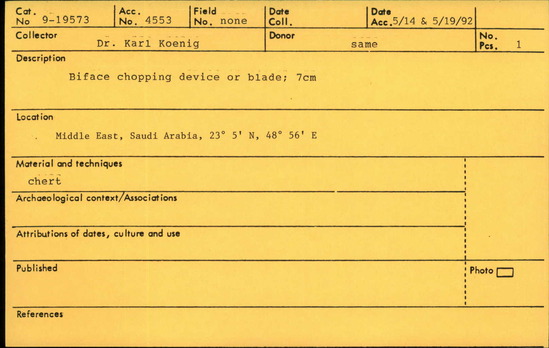 Cat. No 9-19573 Acc. No. 4553 Field No. none Date Coll. Date Acc. 5/14 & 5/19/92
Collector Dr. Karl Koenig Donor same No. Pcs. 1
Description
Biface chopping device or blade; 7cm
Location
Middle East, Saudi Arabia, 23° 5' N, 48° 56' E
Material and techniques
chert
Archaeological context/Associations
Attributions of dates, culture and use
Published
Photo
References